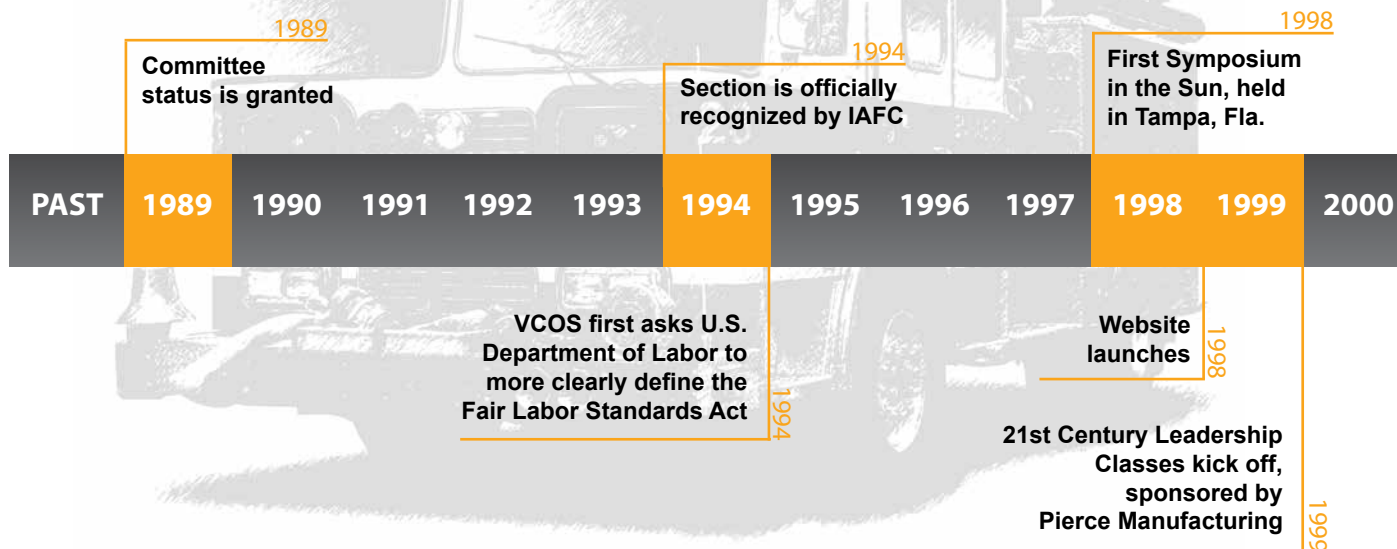 1989
Committee
status is granted
1994
Section is officially
recognized by IAFC
1998
First Symposium
in the Sun, held
in Tampa, Fla.
PAST 1989 1990 1991 1992 1993 1994 1995 1996 1997 1998 1999 2000
VCOS first asks U.S.
Department of Labor to
more clearly define the
Fair Labor Standards Act
1994
Website
launches
1998
21st Century Leadership
Classes kick off,
sponsored by
Pierce Manufacturing
1999